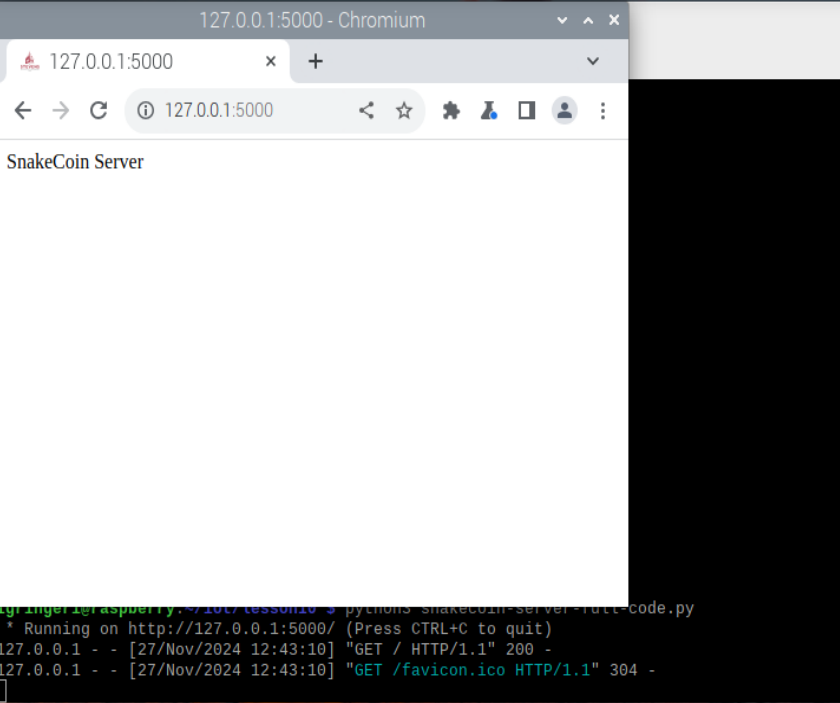 127.0.0.1:5000 - Chromium
127.0.0.1:5000
127.0.0.1:5000
SnakeCoin Server
python3 snakecoin-server-full-code.py
* Running on http://127.0.0.1:5000/ (Press CTRL+C to quit)
127.0.0.1 - - [27/Nov/2024 12:43:10] "GET / HTTP/1.1" 200 -
127.0.0.1 - - [27/Nov/2024 12:43:10] "GET /favicon.ico HTTP/1.1" 304 -